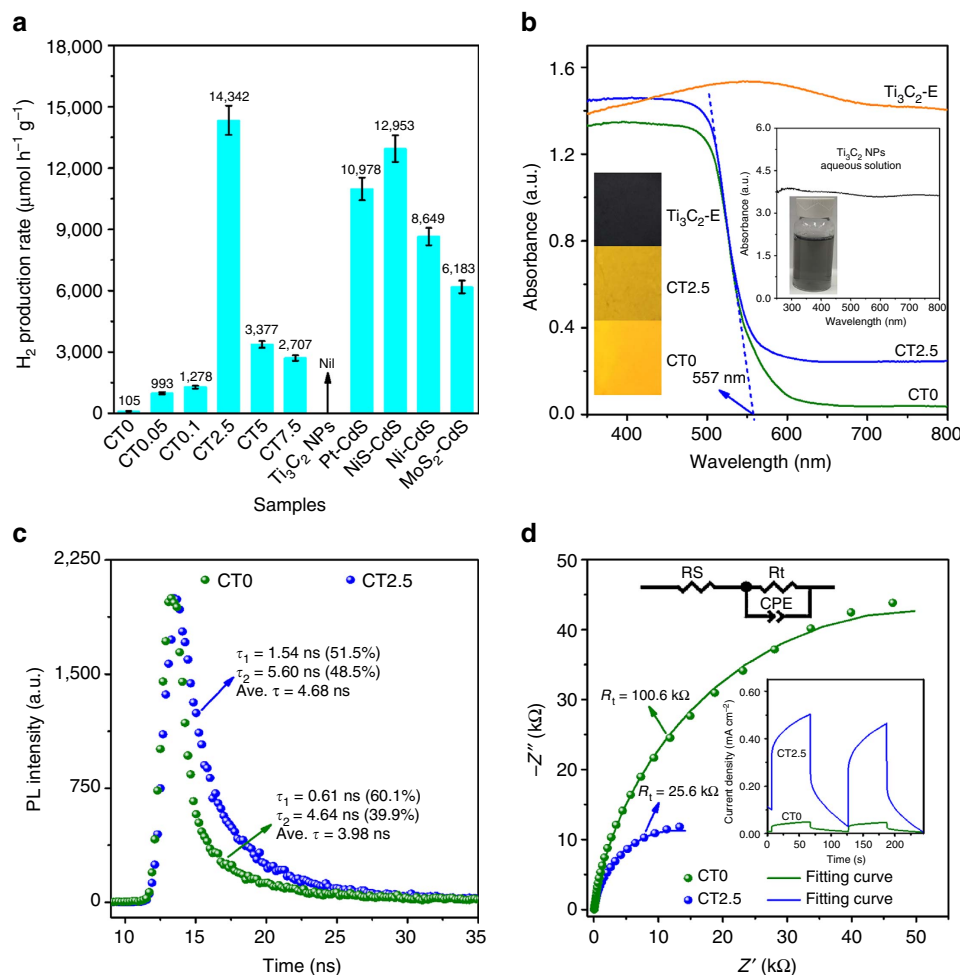 a
H₂ production rate (μmol h⁻¹ g⁻¹)
18,000
15,000
12,000
9,000
6,000
3,000
0
105
993
1,278
14,342
3,377
2,707
Nil
10,978
12,953
8,649
6,183
CT0
CT0.05
CT0.1
CT2.5
CT5
CT7.5
Ti₃C₂ NPs
Pt-CdS
NiS-CdS
Ni-CdS
MoS₂-CdS
Samples
b
Absorbance (a.u.)
1.6
1.2
0.8
0.4
0.0
Ti₃C₂-E
Ti₃C₂-E
CT2.5
CT0
557 nm
CT2.5
CT0
400 500 600 700 800
Wavelength (nm)
Absorbance (a.u.)
6.0
4.5
3.0
1.5
0.0
Ti₃C₂ NPs
aqueous solution
300 400 500 600 700 800
Wavelength (nm)
c
PL intensity (a.u.)
2,250
1,500
750
0
CT0 CT2.5
τ₁ = 1.54 ns (51.5%)
τ₂ = 5.60 ns (48.5%)
Ave. τ = 4.68 ns
τ₁ = 0.61 ns (60.1%)
τ₂ = 4.64 ns (39.9%)
Ave. τ = 3.98 ns
10 15 20 25 30 35
Time (ns)
d
–Z″ (kΩ)
50
40
30
20
10
0
RS Rt
CPE
Rₜ = 100.6 kΩ
Rₜ = 25.6 kΩ
Current density (mA cm⁻²)
0.60
0.40
0.20
0.00
CT2.5
CT0
0 50 100 150 200
Time (s)
CT0 Fitting curve
CT2.5 Fitting curve
0 10 20 30 40 50 60
Z′ (kΩ)